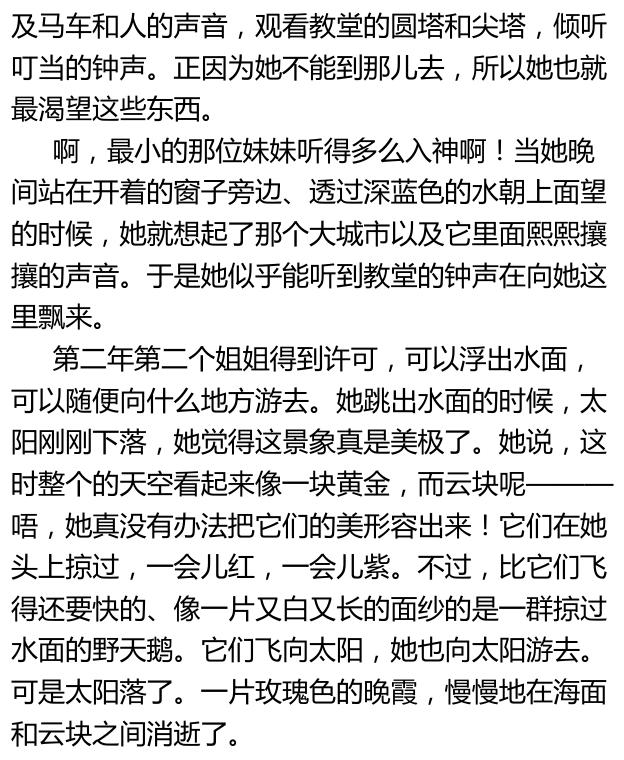 及马车和人的声音，观看教堂的圆塔和尖塔，倾听
叮当的钟声。正因为她不能到那儿去，所以她也就
最渴望这些东西。
啊，最小的那位妹妹听得多么入神啊！当她晚
间站在开着的窗子旁边、透过深蓝色的水朝上面望
的时候，她就想起了那个大城市以及它里面熙熙攘
攘的声音。于是她似乎能听到教堂的钟声在向她这
里飘来。
第二年第二个姐姐得到许可，可以浮出水面，
可以随便向什么地方游去。她跳出水面的时候，太
阳刚刚下落，她觉得这景象真是美极了。她说，这
时整个的天空看起来像一块黄金，而云块呢———
唔，她真没有办法把它们的美形容出来！它们在她
头上掠过，一会儿红，一会儿紫。不过，比它们飞
得还要快的、像一片又白又长的面纱的是一群掠过
水面的野天鹅。它们飞向太阳，她也向太阳游去。
可是太阳落了。一片玫瑰色的晚霞，慢慢地在海面
和云块之间消逝了。